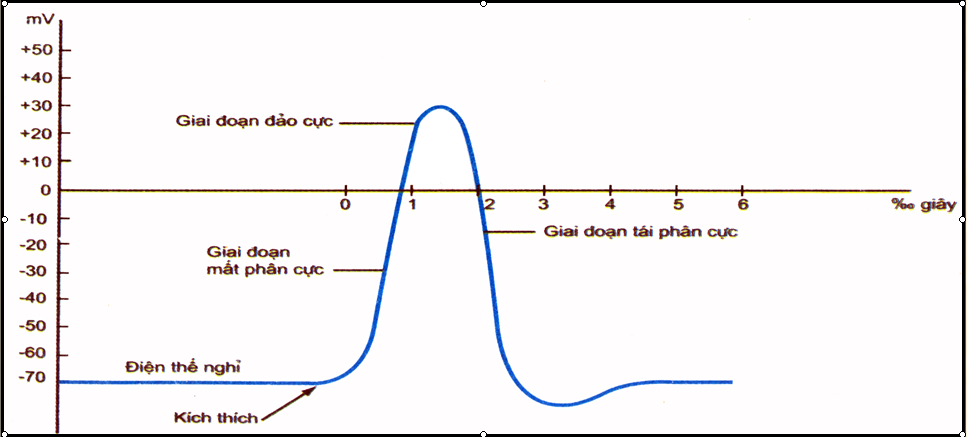 mV
+50
+40
+30
Giai đoạn đảo cực
+20
+10
0
0 1 2 3 4 5 6 ‰ giây
-10
Giai đoạn tái phân cực
-20
Giai đoạn
mất phân cực
-30
-40
-50
-60
Điện thế nghỉ
-70
Kích thích